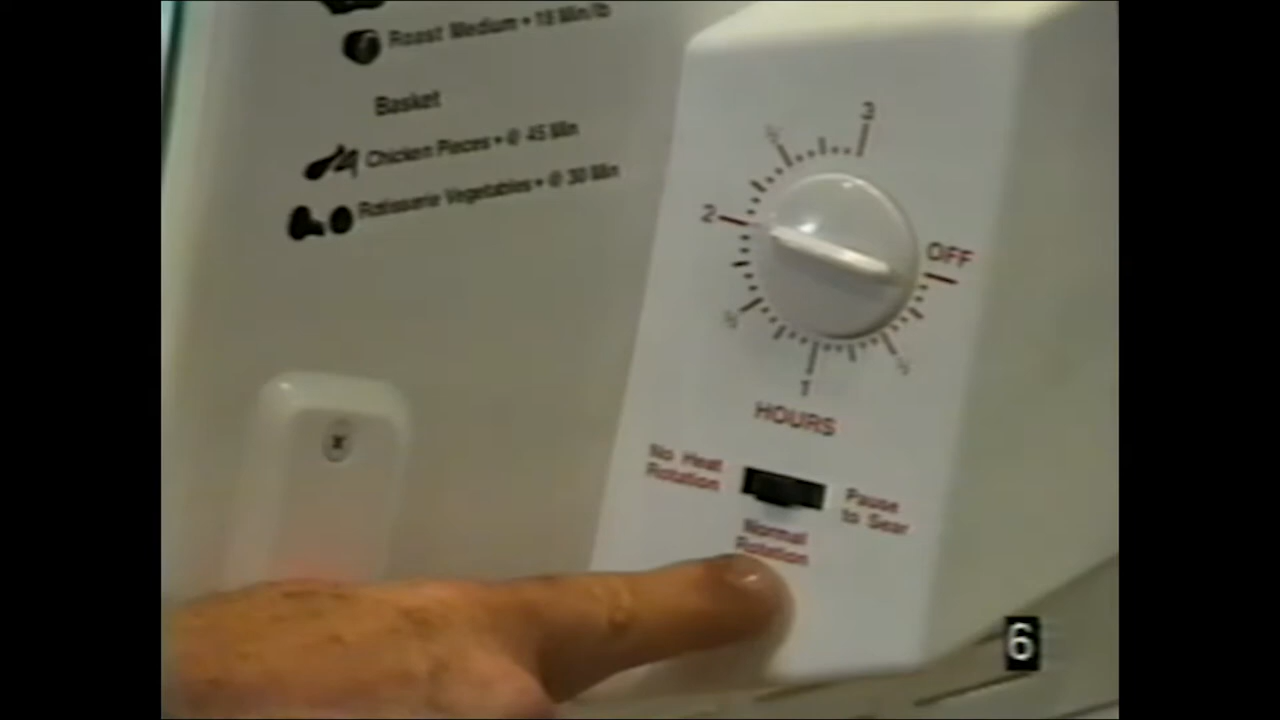 Roast Medium • 18 Min/lb
Basket
Chicken Pieces • @ 45 Min
Rotisserie Vegetables • @ 30 Min
3
2
OFF
1
HOURS
No Heat
Rotation
Pause
to Sear
Normal
Rotation
6